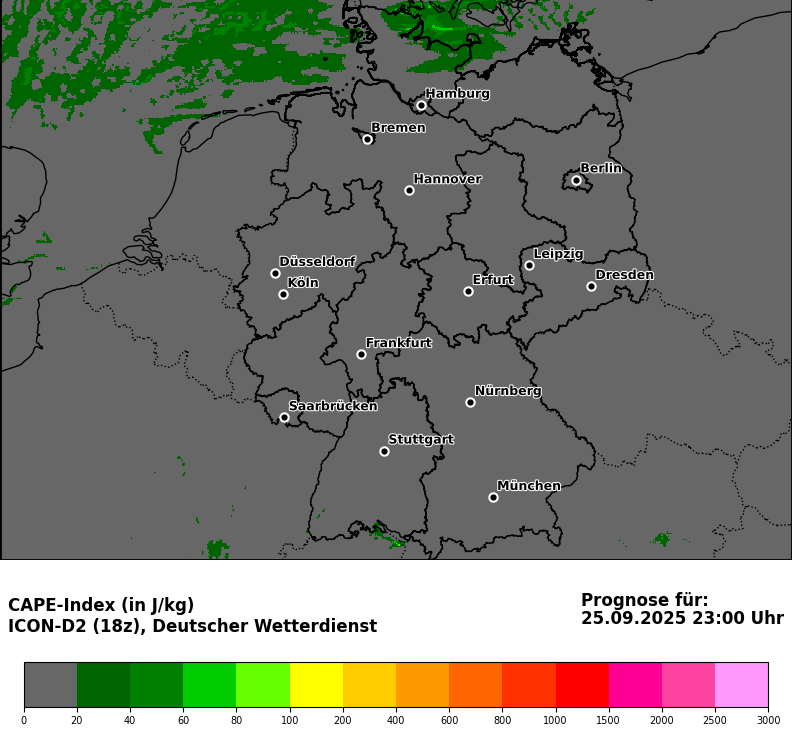 Hamburg
Bremen
Berlin
Hannover
Leipzig
Düsseldorf
Dresden
Köln
Erfurt
Frankfurt
Nürnberg
Saarbrücken
Stuttgart
München
CAPE-Index (in J/kg)
ICON-D2 (18z), Deutscher Wetterdienst
Prognose für:
25.09.2025 23:00 Uhr
0 20 40 60 80 100 200 400 600 800 1000 1500 2000 2500 3000